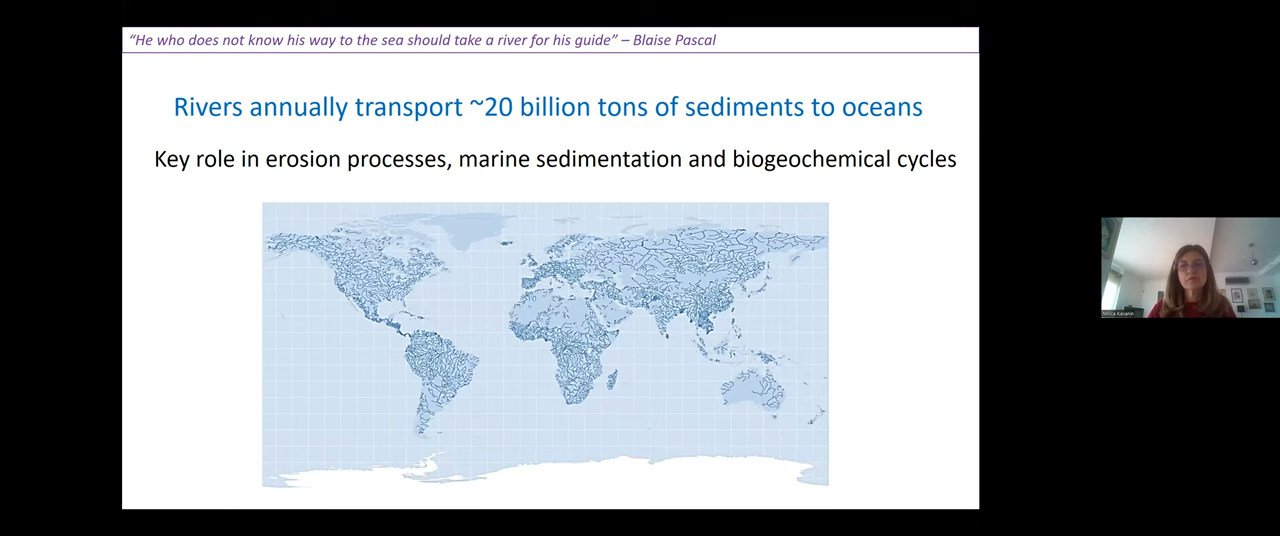 “He who does not know his way to the sea should take a river for his guide” – Blaise Pascal
Rivers annually transport ~20 billion tons of sediments to oceans
Key role in erosion processes, marine sedimentation and biogeochemical cycles